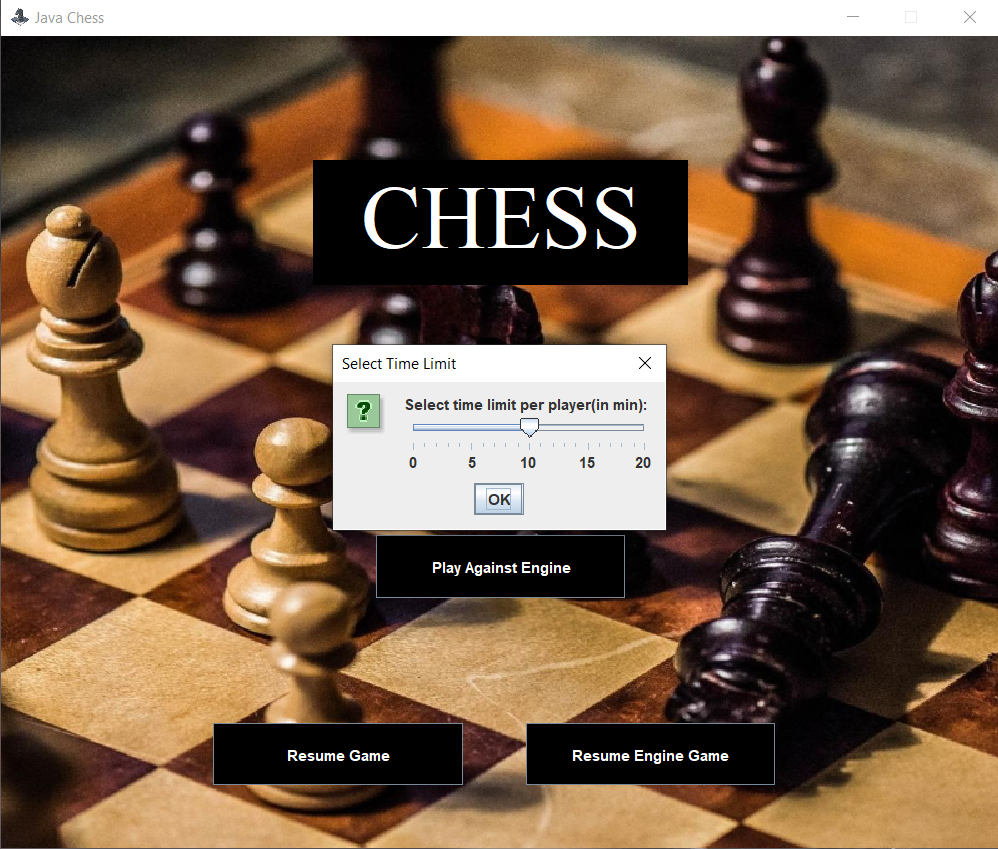 Java Chess
CHESS
Select Time Limit
?
Select time limit per player(in min):
0 5 10 15 20
OK
Play Against Engine
Resume Game
Resume Engine Game